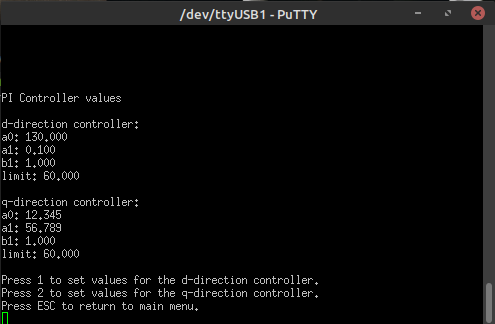 /dev/ttyUSB1 - PuTTY
PI Controller values
d-direction controller:
a0: 130.000
a1: 0.100
b1: 1.000
limit: 60.000
q-direction controller:
a0: 12.345
a1: 56.789
b1: 1.000
limit: 60.000
Press 1 to set values for the d-direction controller.
Press 2 to set values for the q-direction controller.
Press ESC to return to main menu.